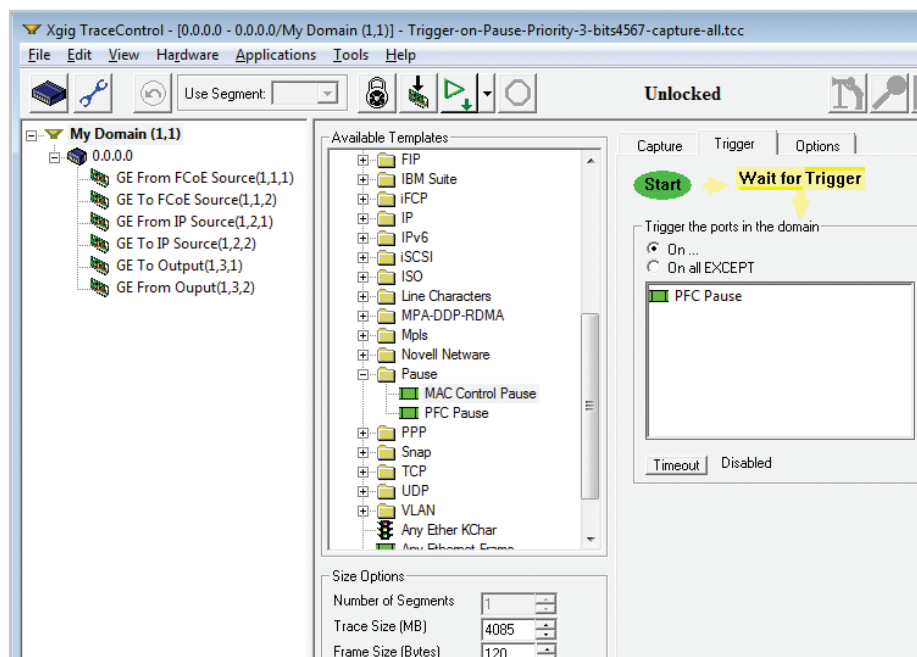 Xgig TraceControl - [0.0.0.0 - 0.0.0.0/My Domain (1,1)] - Trigger-on-Pause-Priority-3-bits4567-capture-all.tcc
File Edit View Hardware Applications Tools Help
Use Segment:
Unlocked
My Domain (1,1)
0.0.0.0
GE From FCoE Source(1,1,1)
GE To FCoE Source(1,1,2)
GE From IP Source(1,2,1)
GE To IP Source(1,2,2)
GE To Output(1,3,1)
GE From Ouput(1,3,2)
Available Templates
FIP
IBM Suite
iFCP
IP
IPv6
iSCSI
ISO
Line Characters
MPA-DDP-RDMA
Mpls
Novell Netware
Pause
MAC Control Pause
PFC Pause
PPP
Snap
TCP
UDP
VLAN
Any Ether KChar
Any Ethernet Frame
Size Options
Number of Segments 1
Trace Size (MB) 4085
Frame Size (Bytes) 120
Capture Trigger Options
Start Wait for Trigger
Trigger the ports in the domain
On ...
On all EXCEPT
PFC Pause
Timeout Disabled